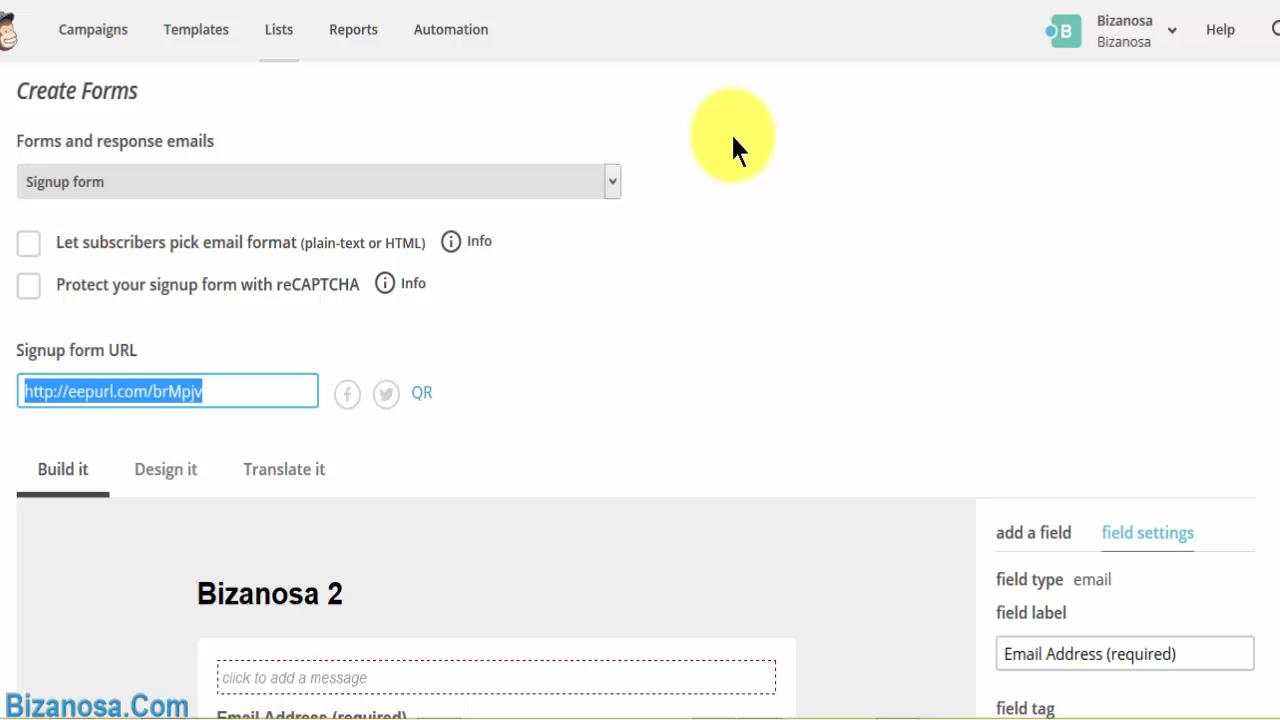 Campaigns Templates Lists Reports Automation
B Bizanosa
Bizanosa
Help
Create Forms
Forms and response emails
Signup form
Let subscribers pick email format (plain-text or HTML) i Info
Protect your signup form with reCAPTCHA i Info
Signup form URL
http://eepurl.com/brMpjv f QR
Build it Design it Translate it
add a field field settings
field type email
Bizanosa 2
field label
Email Address (required)
click to add a message
field tag
Email Address (required)
Bizanosa.Com